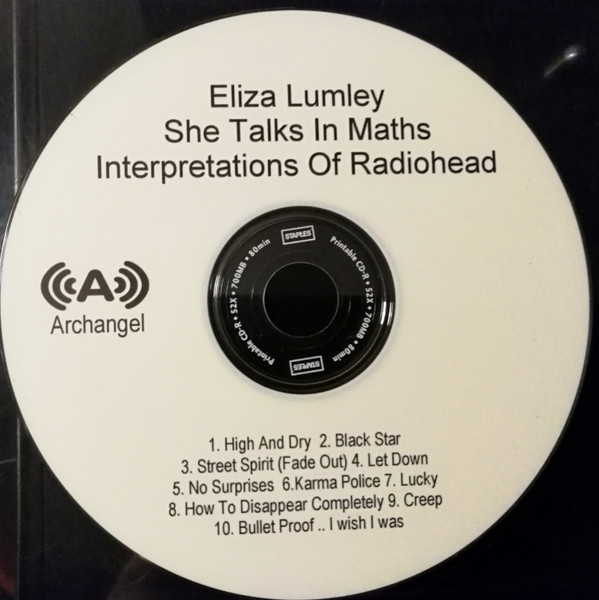 Eliza Lumley
She Talks In Maths
Interpretations Of Radiohead
STAPLES
Printable CD-R • 52X • 700MB • 80min
STAPLES
Printable CD-R • 52X • 700MB • 80min
A
Archangel
1. High And Dry  2. Black Star
3. Street Spirit (Fade Out) 4. Let Down
5. No Surprises  6.Karma Police 7. Lucky
8. How To Disappear Completely 9. Creep
10. Bullet Proof .. I wish I was